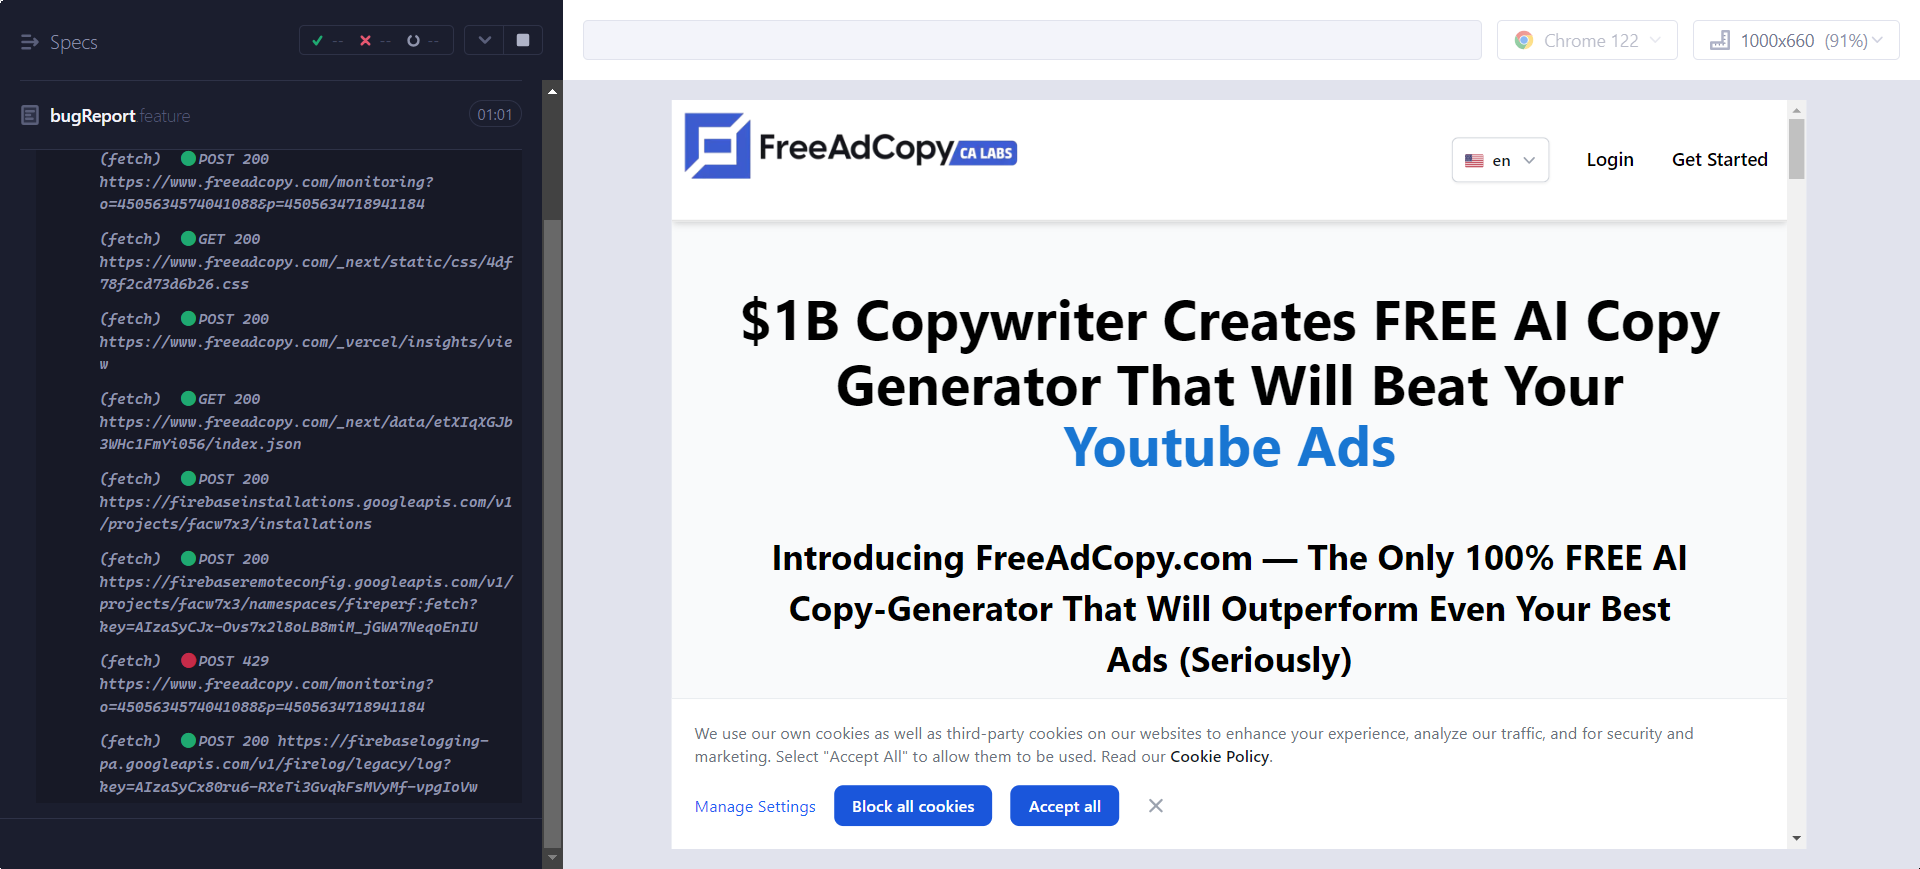 Specs
--
--
--
bugReport feature
01:01
(fetch) POST 200
https://www.freeadcopy.com/monitoring?
o=4505634574041088&p=4505634718941184
(fetch) GET 200
https://www.freeadcopy.com/_next/static/css/4df
78f2cd73d6b26.css
(fetch) POST 200
https://www.freeadcopy.com/_vercel/insights/vie
w
(fetch) GET 200
https://www.freeadcopy.com/_next/data/etXIqXGJb
3WHc1FmYi056/index.json
(fetch) POST 200
https://firebaseinstallations.googleapis.com/v1
/projects/facw7x3/installations
(fetch) POST 200
https://firebaseremoteconfig.googleapis.com/v1/
projects/facw7x3/namespaces/fireperf:fetch?
key=AIzaSyCJx-Ovs7x2l8oLB8miM_jGWA7NeqoEnIU
(fetch) POST 429
https://www.freeadcopy.com/monitoring?
o=4505634574041088&p=4505634718941184
(fetch) POST 200 https://firebaselogging-
pa.googleapis.com/v1/firelog/legacy/log?
key=AIzaSyCx80ru6-RXeTi3GvqkFsMVyMf-vpgIoVw
Chrome 122
1000x660 (91%)
FreeAdCopy CA LABS
en
Login
Get Started
$1B Copywriter Creates FREE AI Copy
Generator That Will Beat Your
Youtube Ads
Introducing FreeAdCopy.com — The Only 100% FREE AI
Copy-Generator That Will Outperform Even Your Best
Ads (Seriously)
We use our own cookies as well as third-party cookies on our websites to enhance your experience, analyze our traffic, and for security and
marketing. Select "Accept All" to allow them to be used. Read our Cookie Policy.
Manage Settings
Block all cookies
Accept all